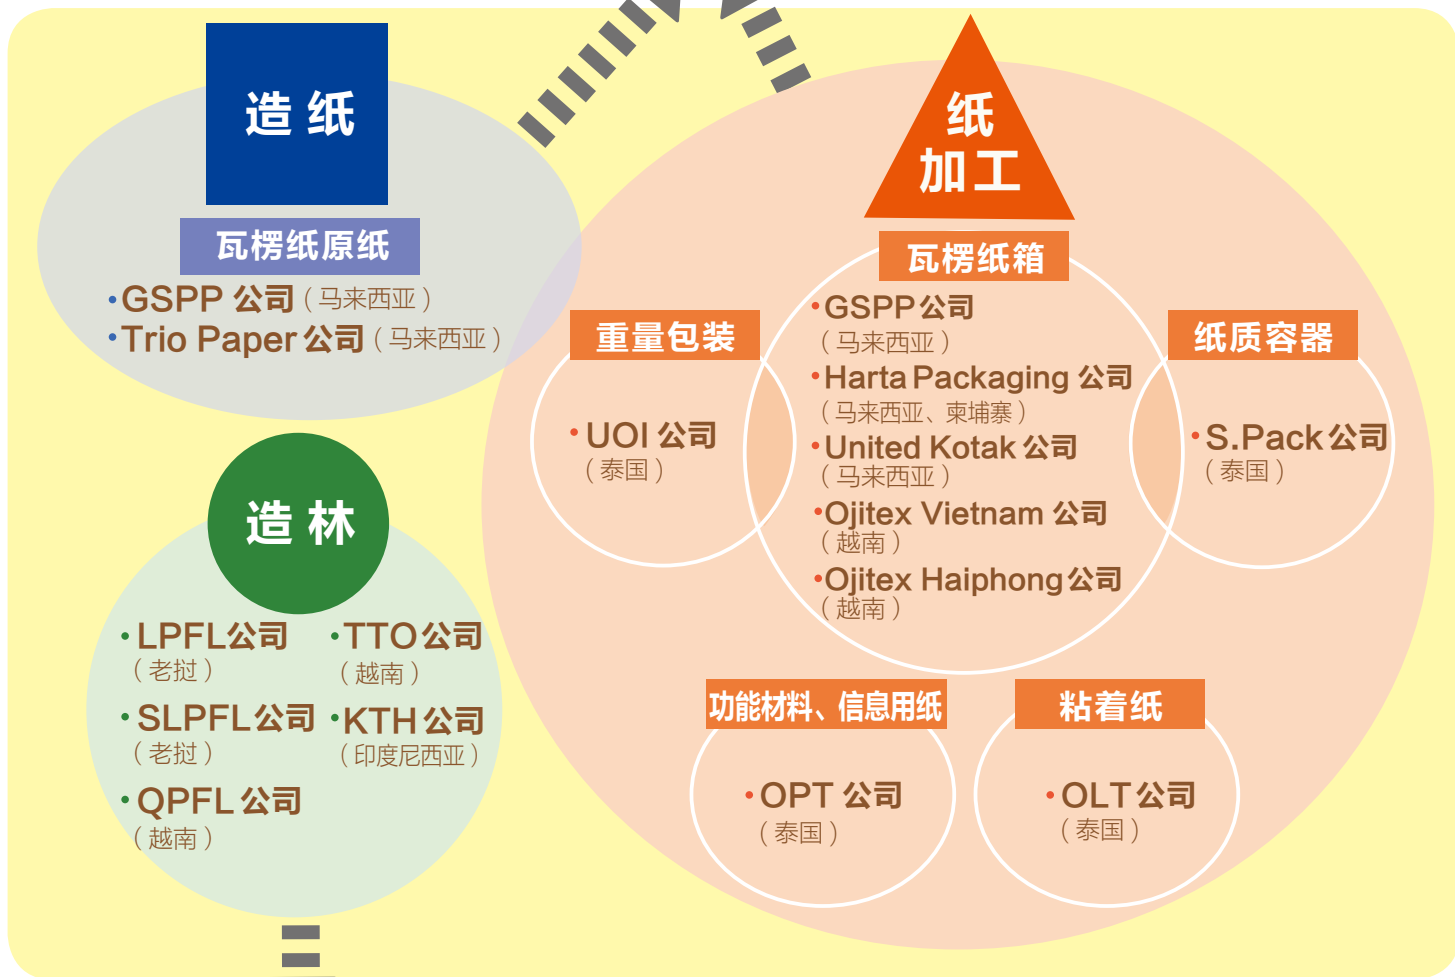 造纸
瓦楞纸原纸
•GSPP 公司（马来西亚）
•Trio Paper 公司（马来西亚）
造林
•LPFL公司
（老挝）
•SLPFL公司
（老挝）
•QPFL 公司
（越南）
•TTO公司
（越南）
•KTH公司
（印度尼西亚）
纸
加工
瓦楞纸箱
•GSPP公司
（马来西亚）
•Harta Packaging 公司
（马来西亚、柬埔寨）
•United Kotak 公司
（马来西亚）
•Ojitex Vietnam 公司
（越南）
•Ojitex Haiphong公司
（越南）
重量包装
•UOI 公司
（泰国）
纸质容器
•S.Pack公司
（泰国）
功能材料、信息用纸
•OPT 公司
（泰国）
粘着纸
•OLT公司
（泰国）